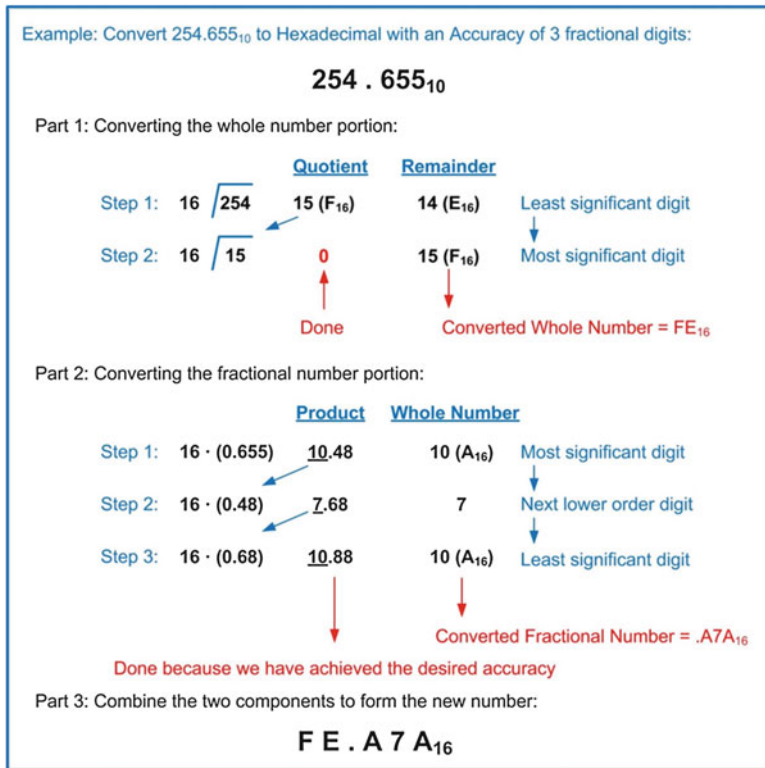 Example: Convert 254.655₁₀ to Hexadecimal with an Accuracy of 3 fractional digits:
254 . 655₁₀
Part 1: Converting the whole number portion:
Quotient Remainder
Step 1: 16 254 15 (F₁₆) 14 (E₁₆) Least significant digit
Step 2: 16 15 0 15 (F₁₆) Most significant digit
Done Converted Whole Number = FE₁₆
Part 2: Converting the fractional number portion:
Product Whole Number
Step 1: 16 · (0.655) 10.48 10 (A₁₆) Most significant digit
Step 2: 16 · (0.48) 7.68 7 Next lower order digit
Step 3: 16 · (0.68) 10.88 10 (A₁₆) Least significant digit
Converted Fractional Number = .A7A₁₆
Done because we have achieved the desired accuracy
Part 3: Combine the two components to form the new number:
F E . A 7 A₁₆